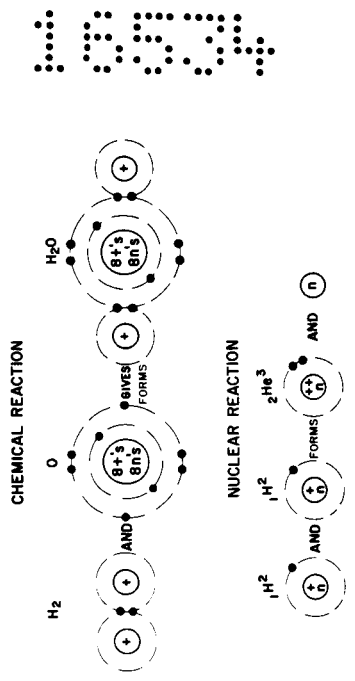 16534
CHEMICAL REACTION
H2 O H2O
+ + AND 8+'s 8n's GIVES FORMS + 8+'s 8n's +
NUCLEAR REACTION
1H2 1H2 2He3
+ n AND + n FORMS ++ n AND n